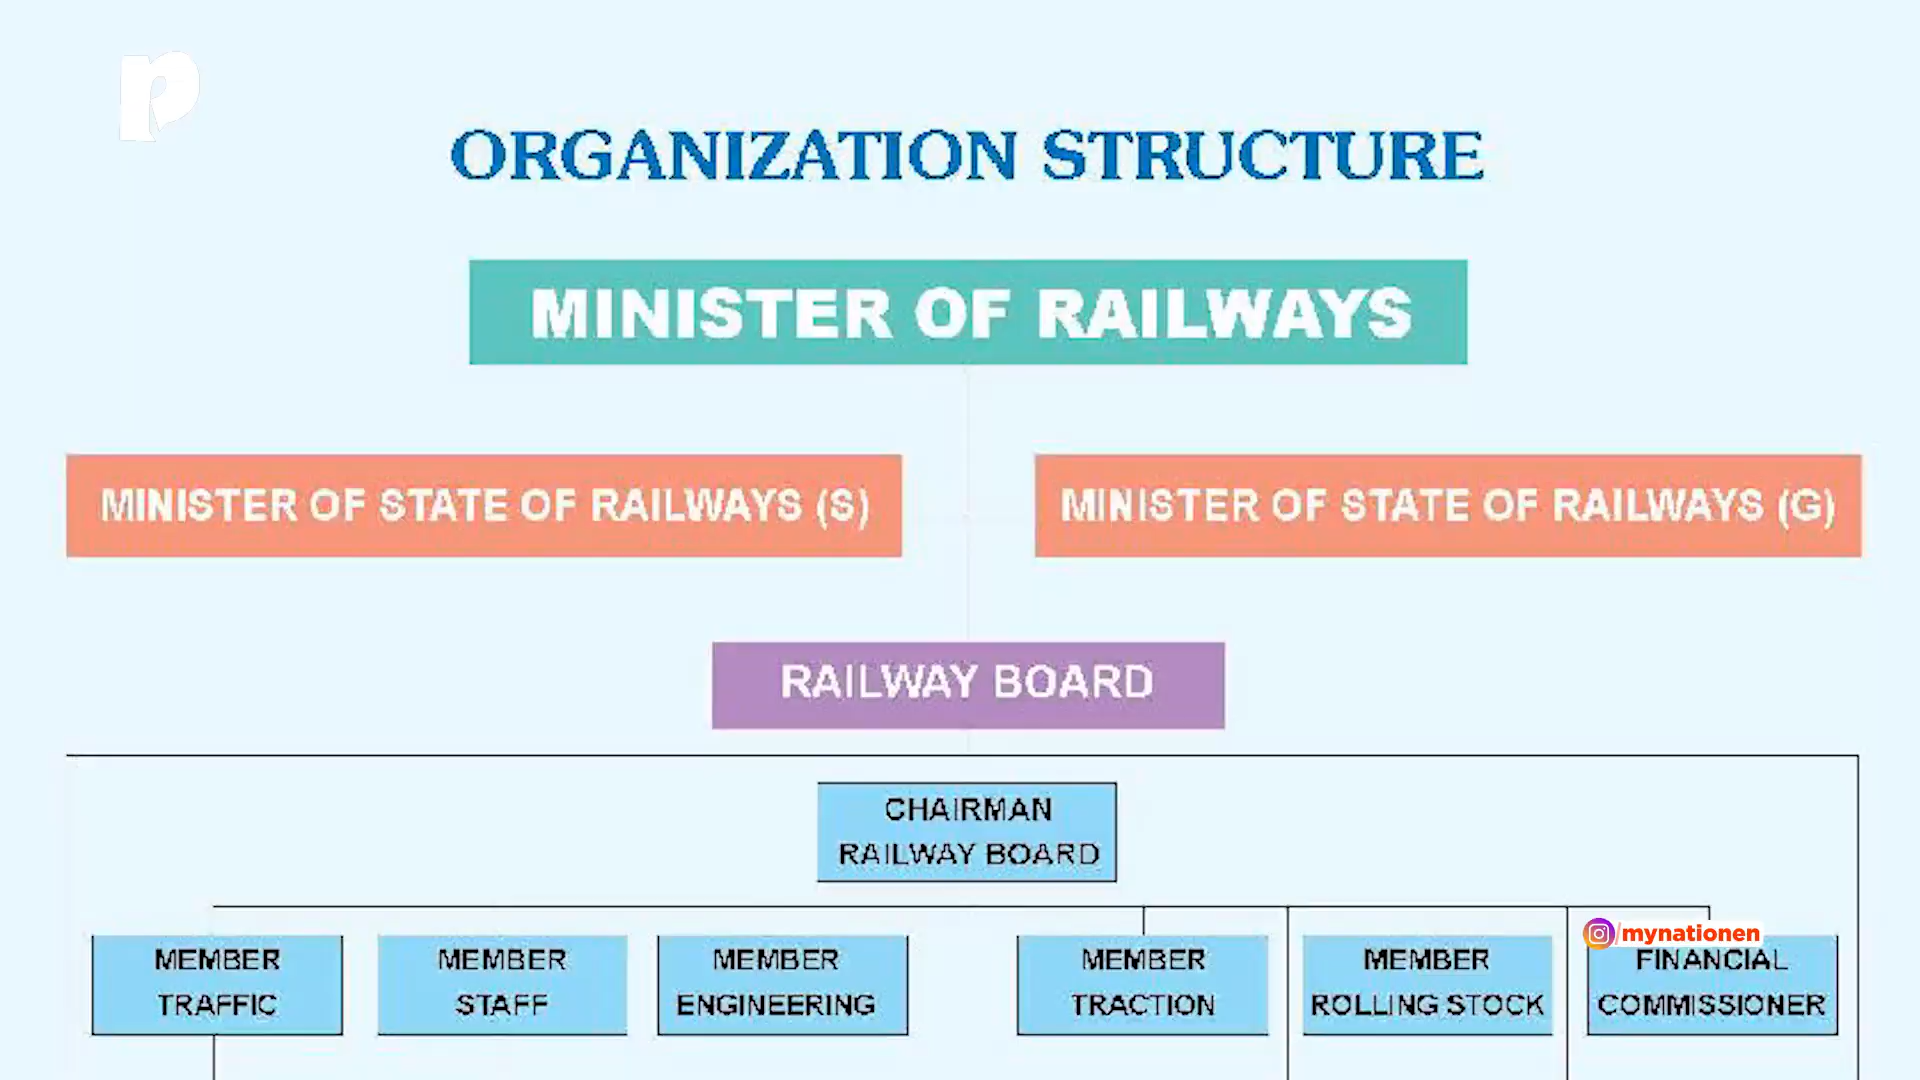 ORGANIZATION STRUCTURE
MINISTER OF RAILWAYS
MINISTER OF STATE OF RAILWAYS (S)
MINISTER OF STATE OF RAILWAYS (G)
RAILWAY BOARD
CHAIRMAN
RAILWAY BOARD
MEMBER
TRAFFIC
MEMBER
STAFF
MEMBER
ENGINEERING
MEMBER
TRACTION
MEMBER
ROLLING STOCK
mynationen
FINANCIAL
COMMISSIONER